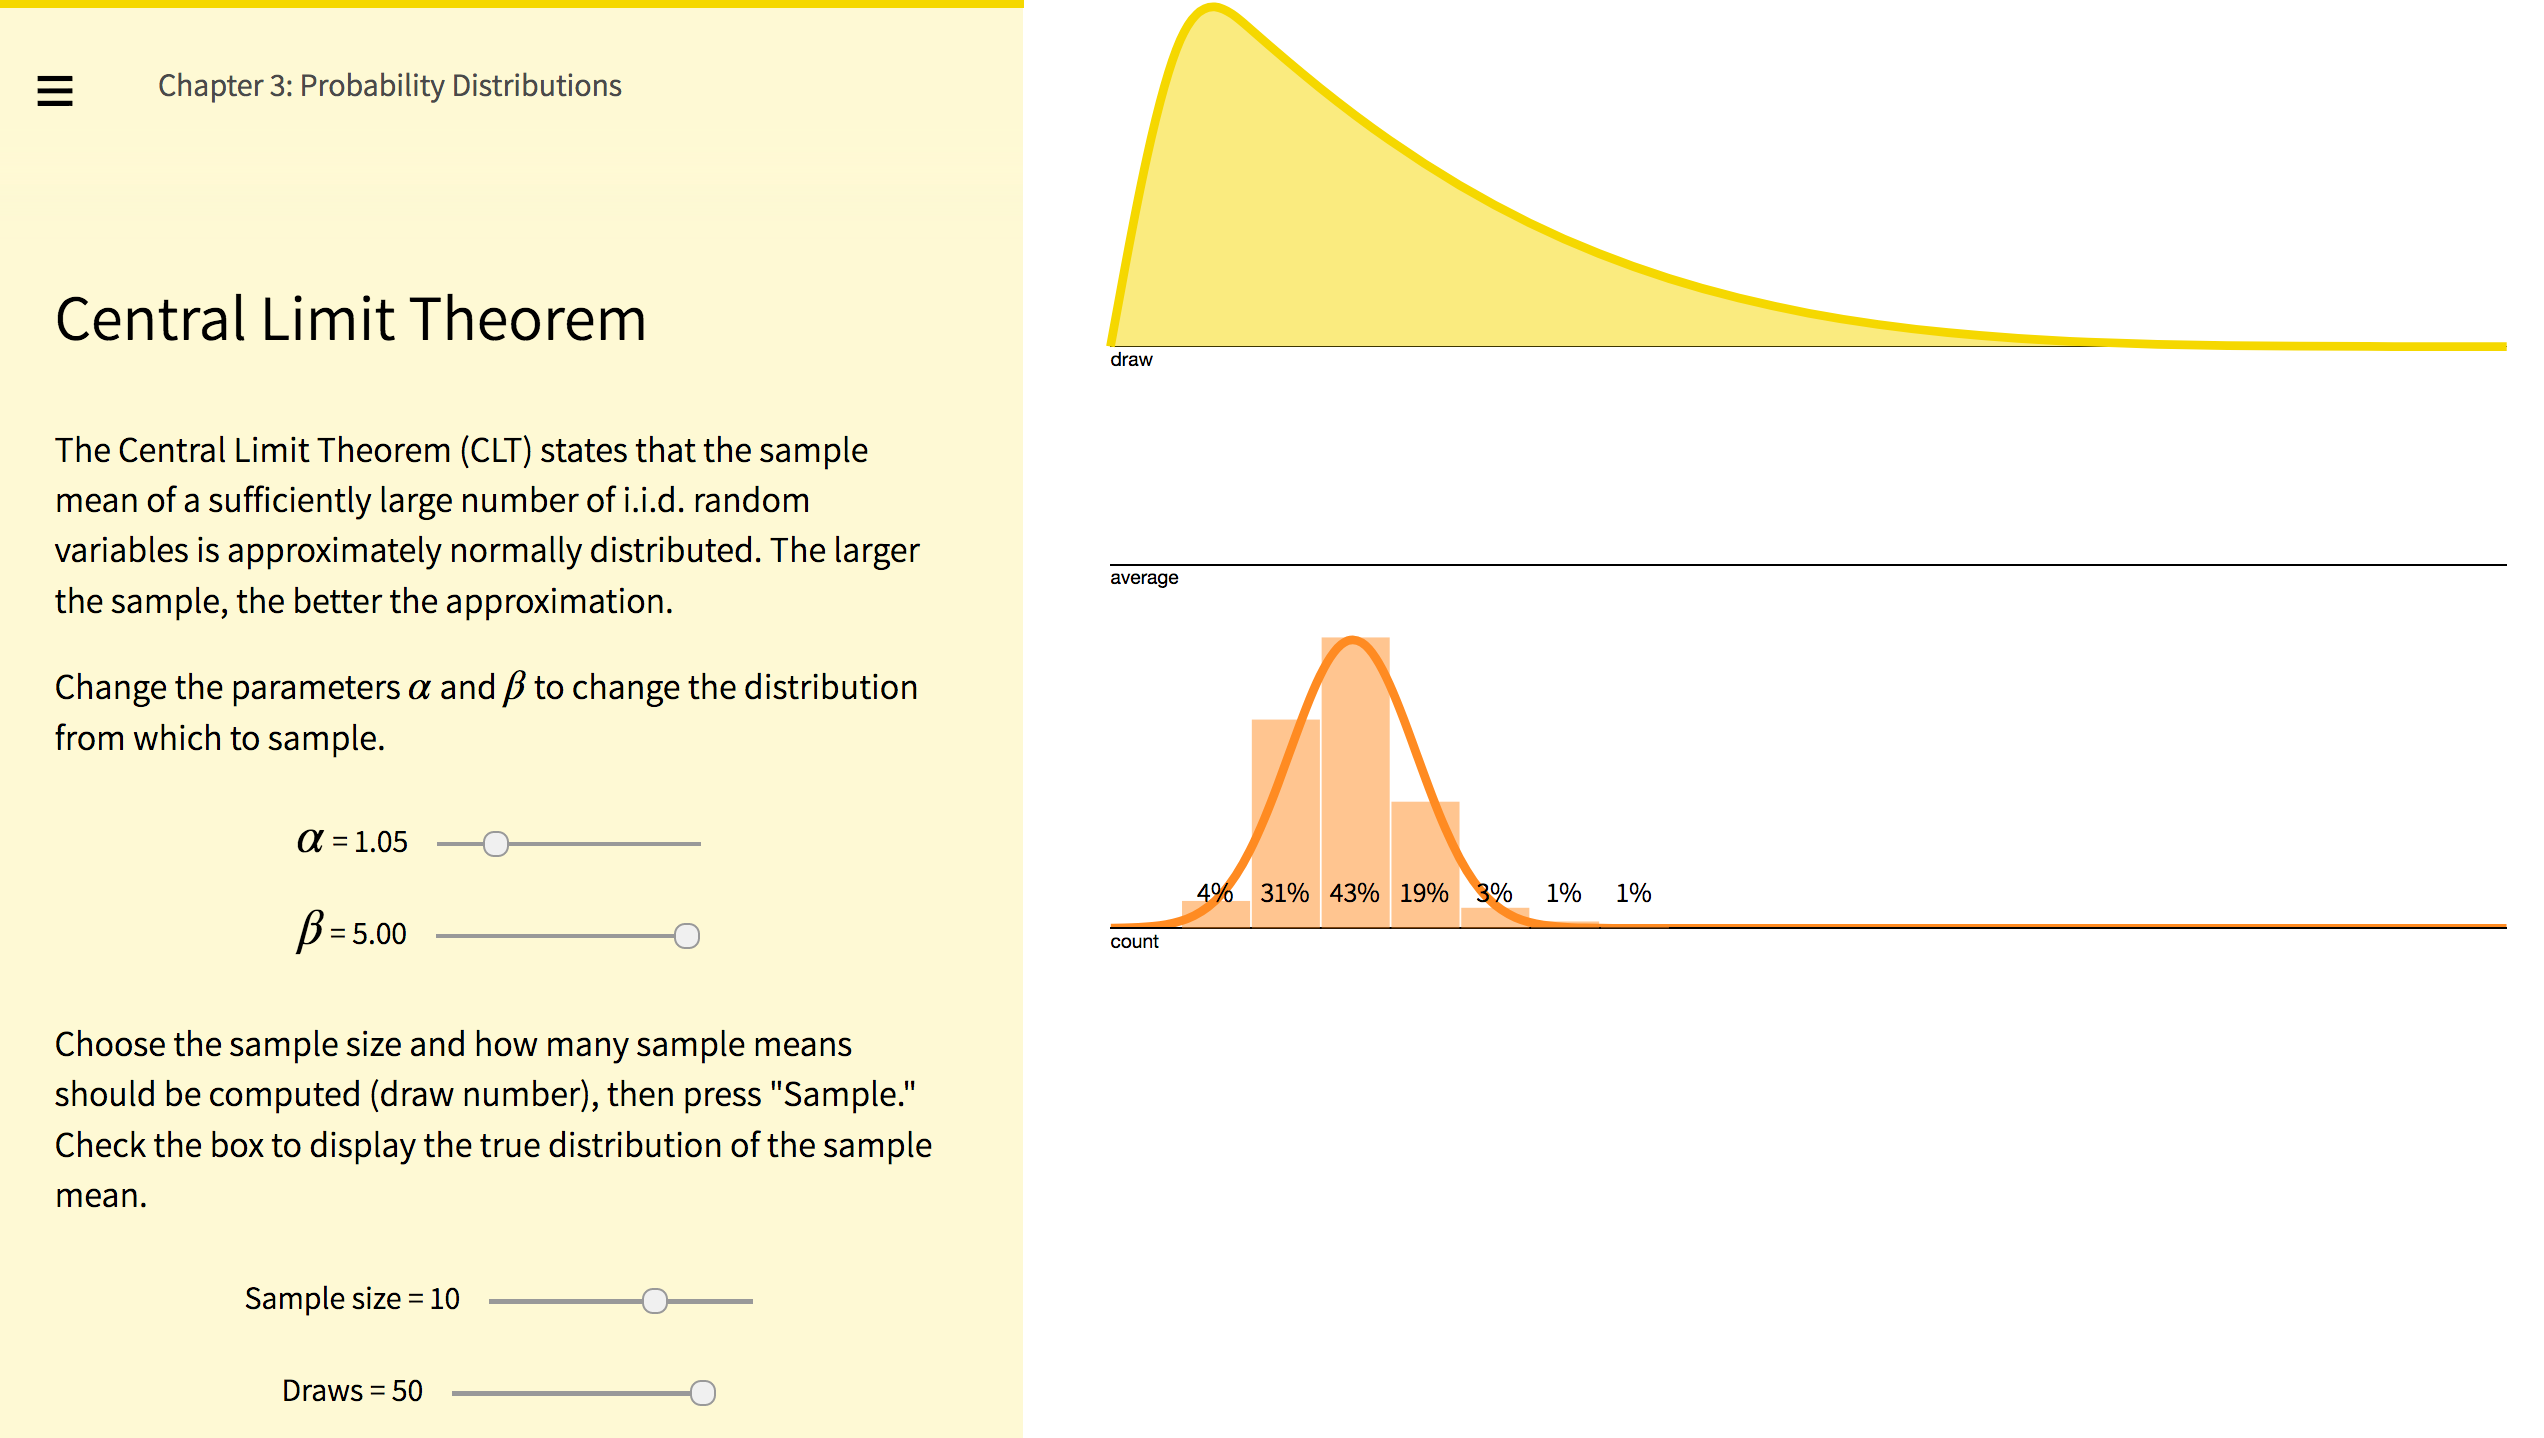 Chapter 3: Probability Distributions
Central Limit Theorem
The Central Limit Theorem (CLT) states that the sample
mean of a sufficiently large number of i.i.d. random
variables is approximately normally distributed. The larger
the sample, the better the approximation.
Change the parameters α and β to change the distribution
from which to sample.
α = 1.05
β = 5.00
Choose the sample size and how many sample means
should be computed (draw number), then press "Sample."
Check the box to display the true distribution of the sample
mean.
Sample size = 10
Draws = 50
draw
average
4% 31% 43% 19% 3% 1% 1%
count